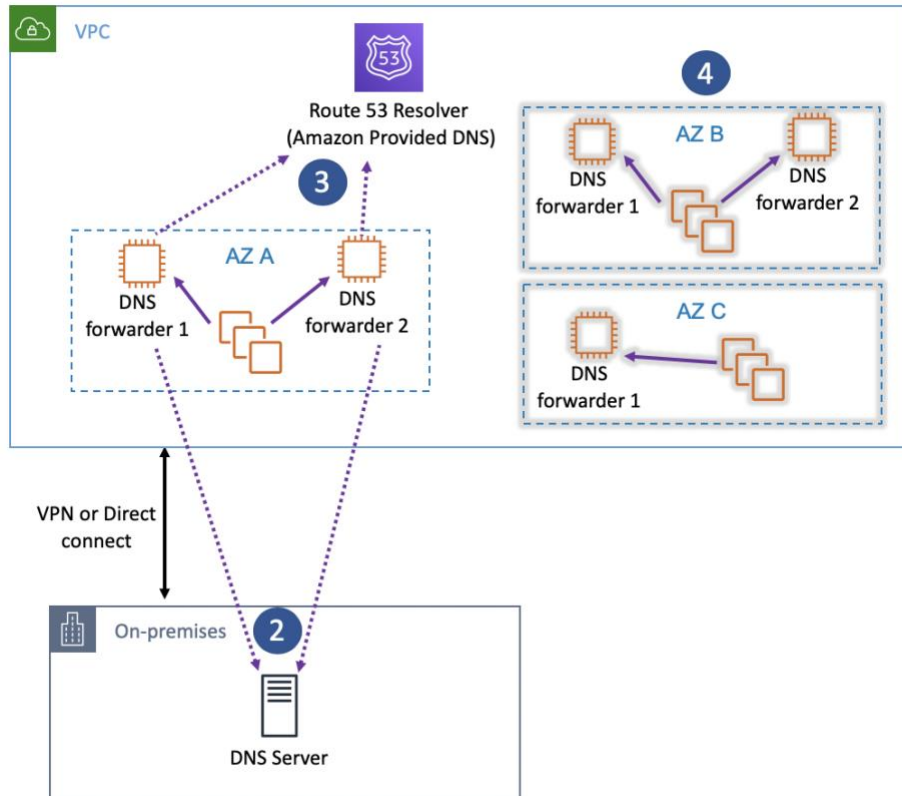 VPC
53
Route 53 Resolver
(Amazon Provided DNS)
3
4
AZ A
DNS
forwarder 1
DNS
forwarder 2
AZ B
DNS
forwarder 1
DNS
forwarder 2
AZ C
DNS
forwarder 1
VPN or Direct
connect
On-premises
2
DNS Server